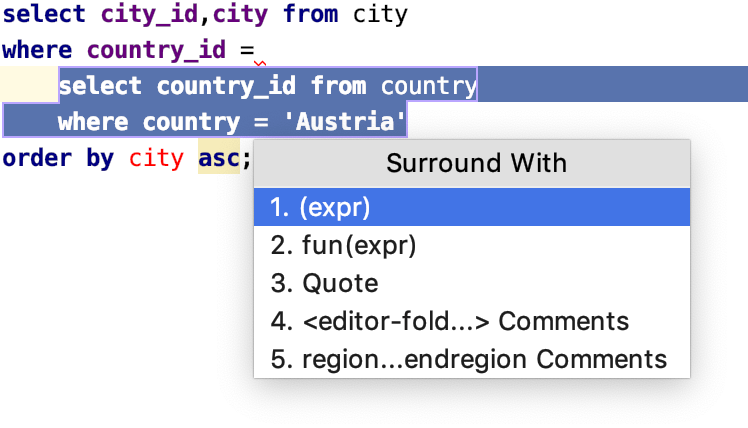 select city_id,city from city
where country_id =
select country_id from country
where country = 'Austria'
order by city asc;
Surround With
1. (expr)
2. fun(expr)
3. Quote
4. <editor-fold...> Comments
5. region...endregion Comments